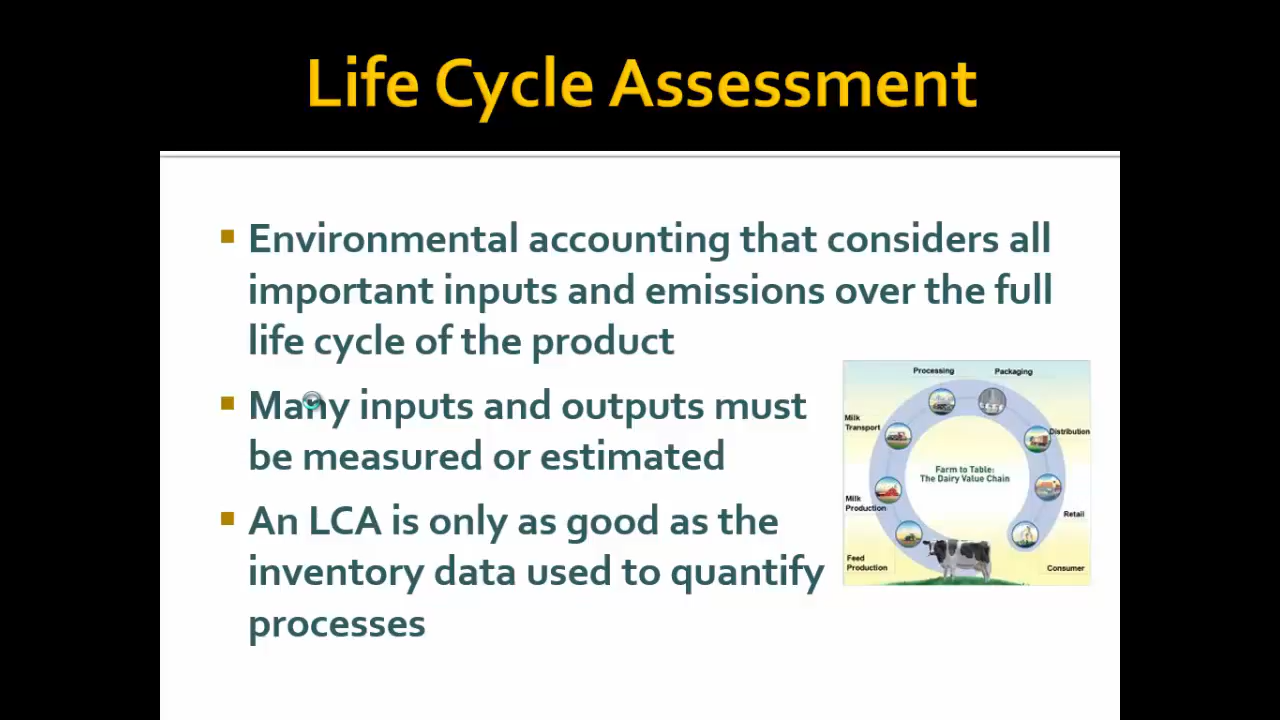 Life Cycle Assessment
Environmental accounting that considers all
important inputs and emissions over the full
life cycle of the product
Many inputs and outputs must
be measured or estimated
An LCA is only as good as the
inventory data used to quantify
processes
Processing
Packaging
Milk
Transport
Distribution
Farm to Table:
The Dairy Value Chain
Milk
Production
Retail
Feed
Production
Consumer